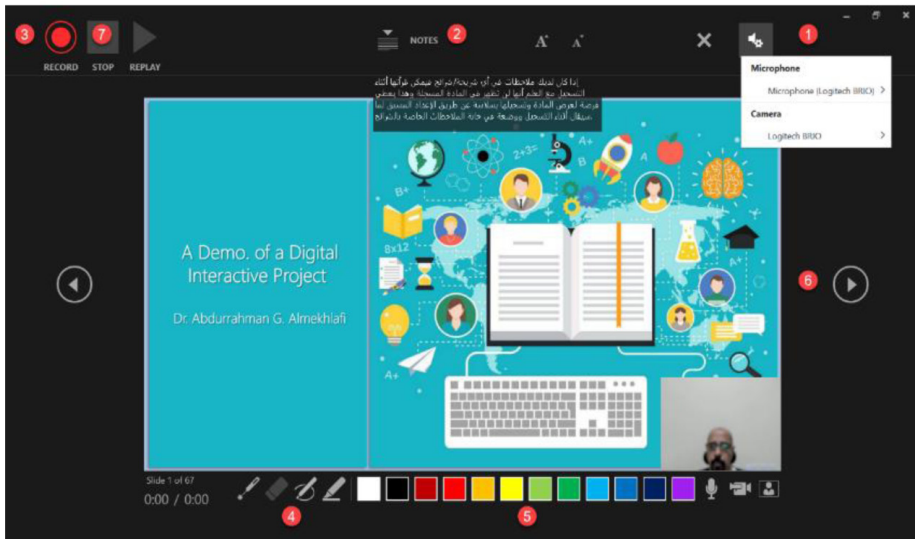 3
7
RECORD
STOP
REPLAY
NOTES
2
A
A
1
Microphone
Microphone (Logitech BRIO)
Camera
Logitech BRIO
إذا كان لديك ملاحظات في أي شريحة/شرائح فيمكن قرأتها أثناء
التسجيل مع العلم أنها لن تظهر في المادة المسجلة وهذا يعطي
فرصة لعرض المادة وتسجيلها بسلاسة عن طريق الإعداد المسبق لما
سيقال أثناء التسجيل ووضعة في خانة الملاحظات الخاصة بالشرائح.
A Demo. of a Digital
Interactive Project
Dr. Abdurrahman G. Almekhlafi
2+3=
A+
B
A
B+
8x12
A+
A+
6
Slide 1 of 67
0:00 / 0:00
4
5